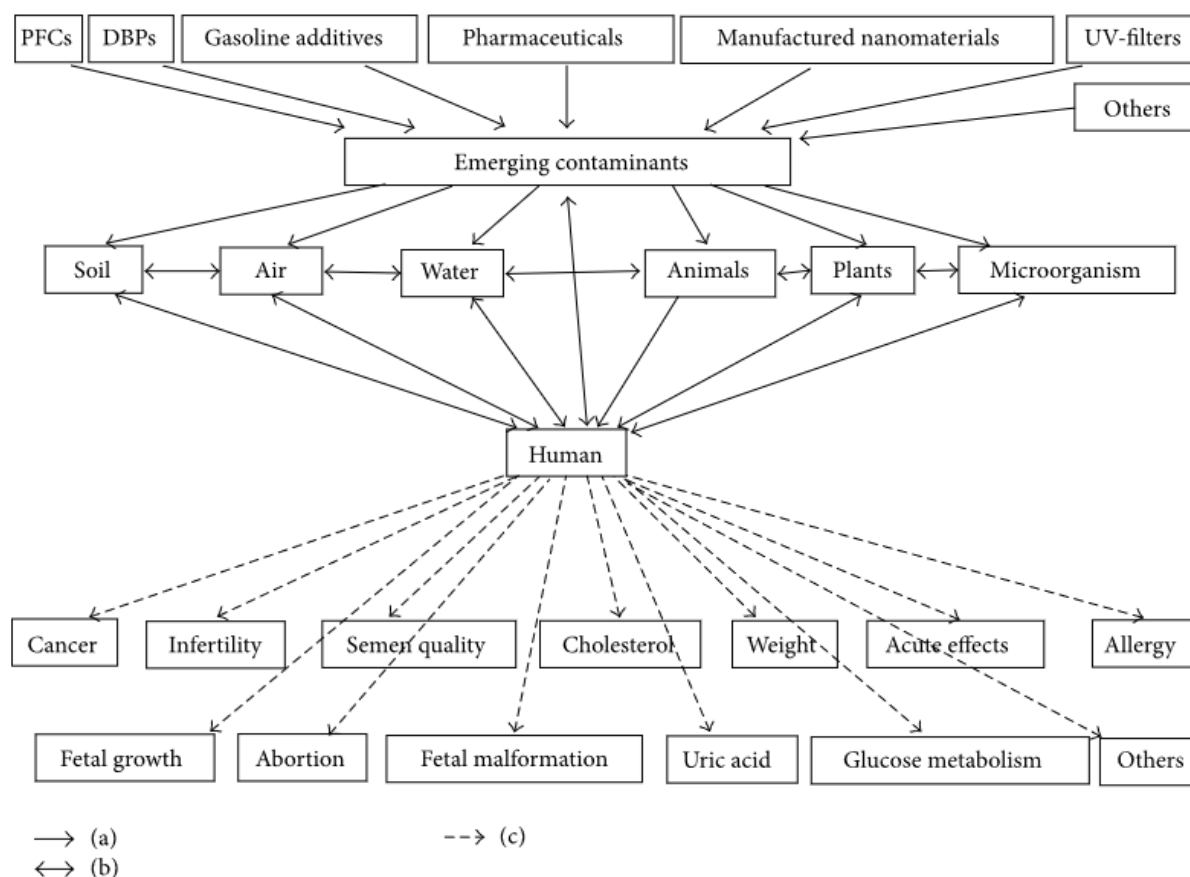 PFCs DBPs Gasoline additives Pharmaceuticals Manufactured nanomaterials UV-filters
Others
Emerging contaminants
Soil Air Water Animals Plants Microorganism
Human
Cancer Infertility Semen quality Cholesterol Weight Acute effects Allergy
Fetal growth Abortion Fetal malformation Uric acid Glucose metabolism Others
(a) (c)
(b)